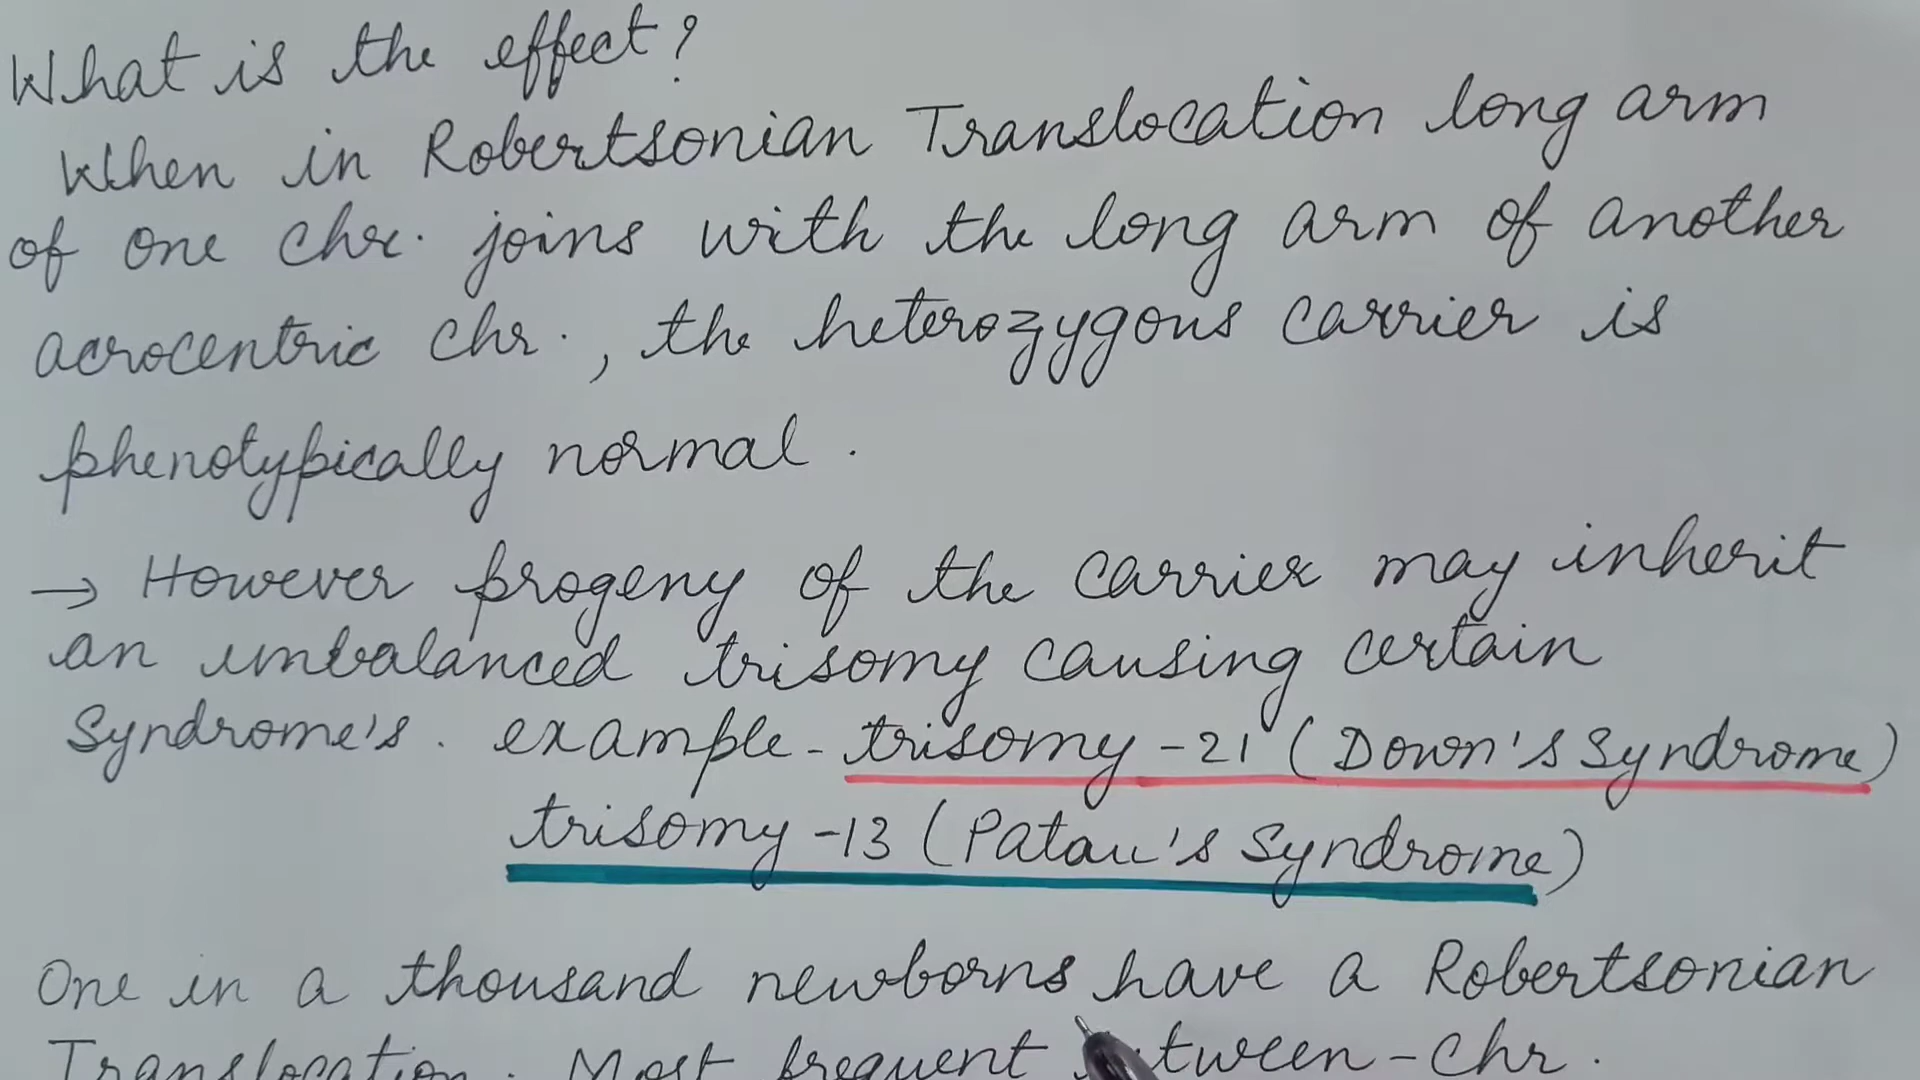 What is the effect?
When in Robertsonian Translocation long arm
of one chr. joins with the long arm of another
acrocentric chr., the heterozygous carrier is
phenotypically normal.
→ However progeny of the carrier may inherit
an imbalanced trisomy causing certain
Syndrome's. example - trisomy -21 (Down's Syndrome)
trisomy -13 (Patau's Syndrome)
One in a thousand newborns have a Robertsonian
Translocation. Most frequent tween - chr.